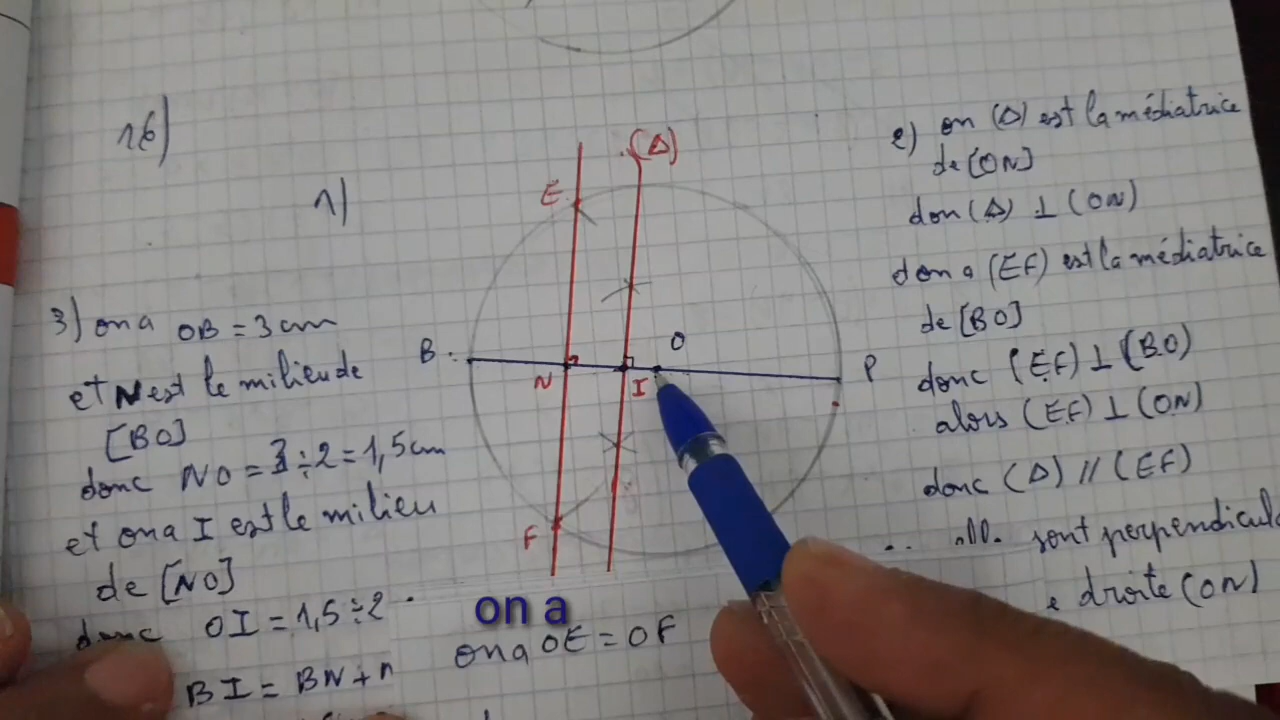 16)
1)
E
(Δ)
B
O
P
N
I
F
3) on a OB = 3 cm
et N est le milieu de
[BO]
donc NO = 3 ÷ 2 = 1,5 cm
et on a I est le milieu
de [NO]
donc OI = 1,5 ÷ 2
BI = BN +
on a
on a OE = OF
2) on (Δ) est la médiatrice
de [ON]
don (Δ) ⊥ (ON)
d on a (EF) est la médiatrice
de [BO]
donc (EF) ⊥ (BO)
alors (EF) ⊥ (ON)
donc (Δ) // (EF)
sont
droite (ON)